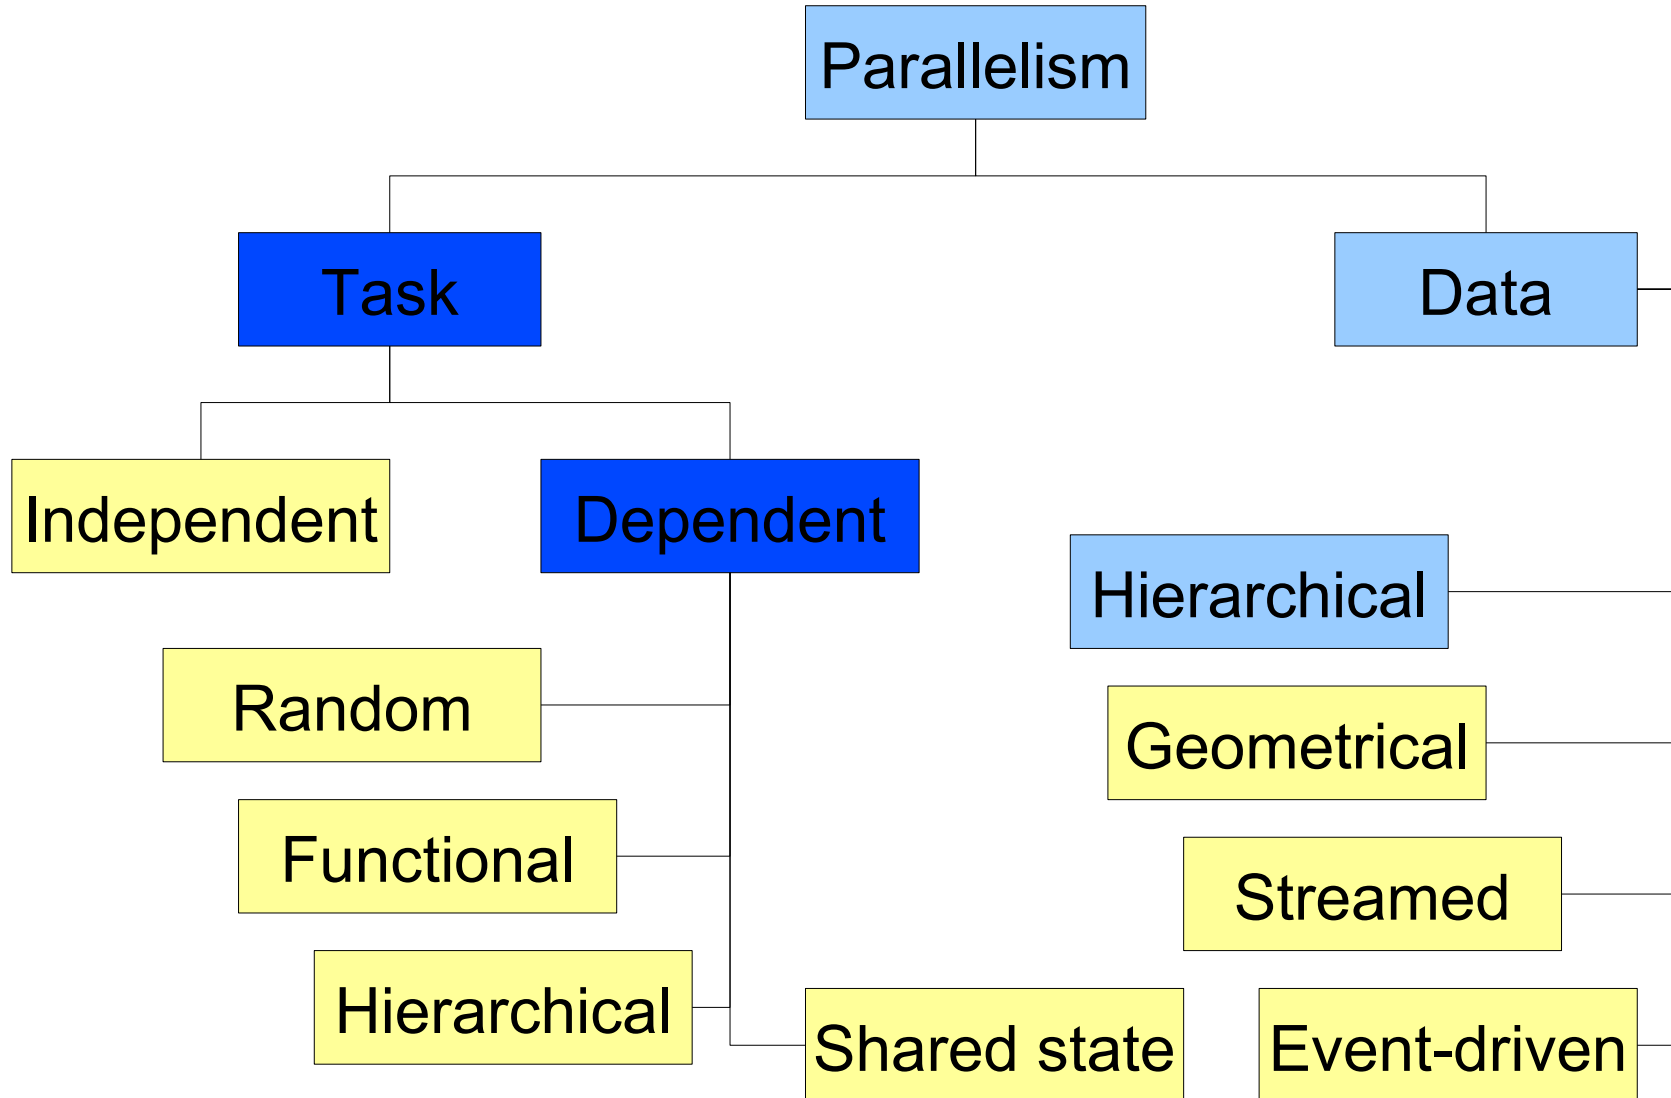 Parallelism
Task
Data
Independent
Dependent
Hierarchical
Random
Geometrical
Functional
Streamed
Hierarchical
Shared state
Event-driven